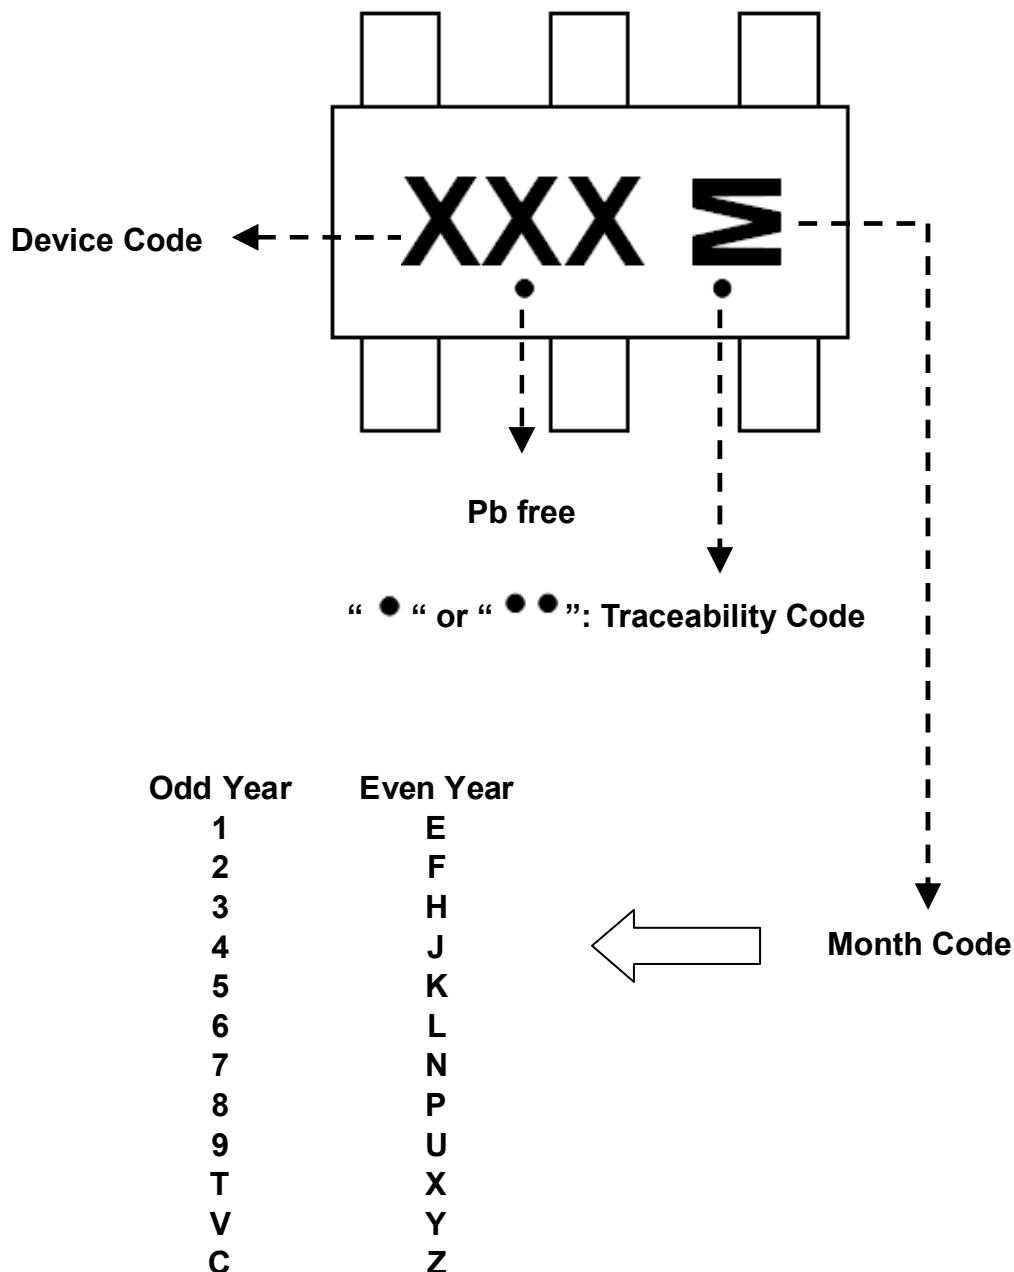 XXX M
Device Code
Pb free
“ • “ or “ • • ”: Traceability Code
Odd Year Even Year
1 E
2 F
3 H
4 J
5 K
6 L
7 N
8 P
9 U
T X
V Y
C Z
Month Code